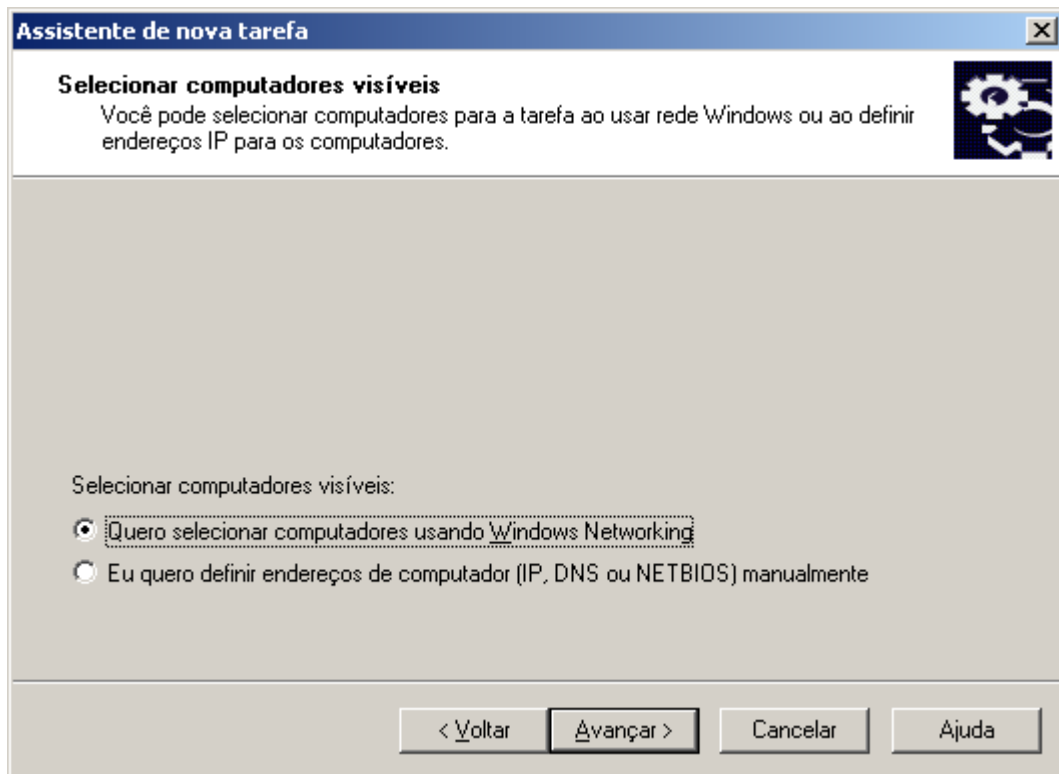 Assistente de nova tarefa
Selecionar computadores visíveis
Você pode selecionar computadores para a tarefa ao usar rede Windows ou ao definir
endereços IP para os computadores.
Selecionar computadores visíveis:
Quero selecionar computadores usando Windows Networking
Eu quero definir endereços de computador (IP, DNS ou NETBIOS) manualmente
< Voltar
Avançar >
Cancelar
Ajuda